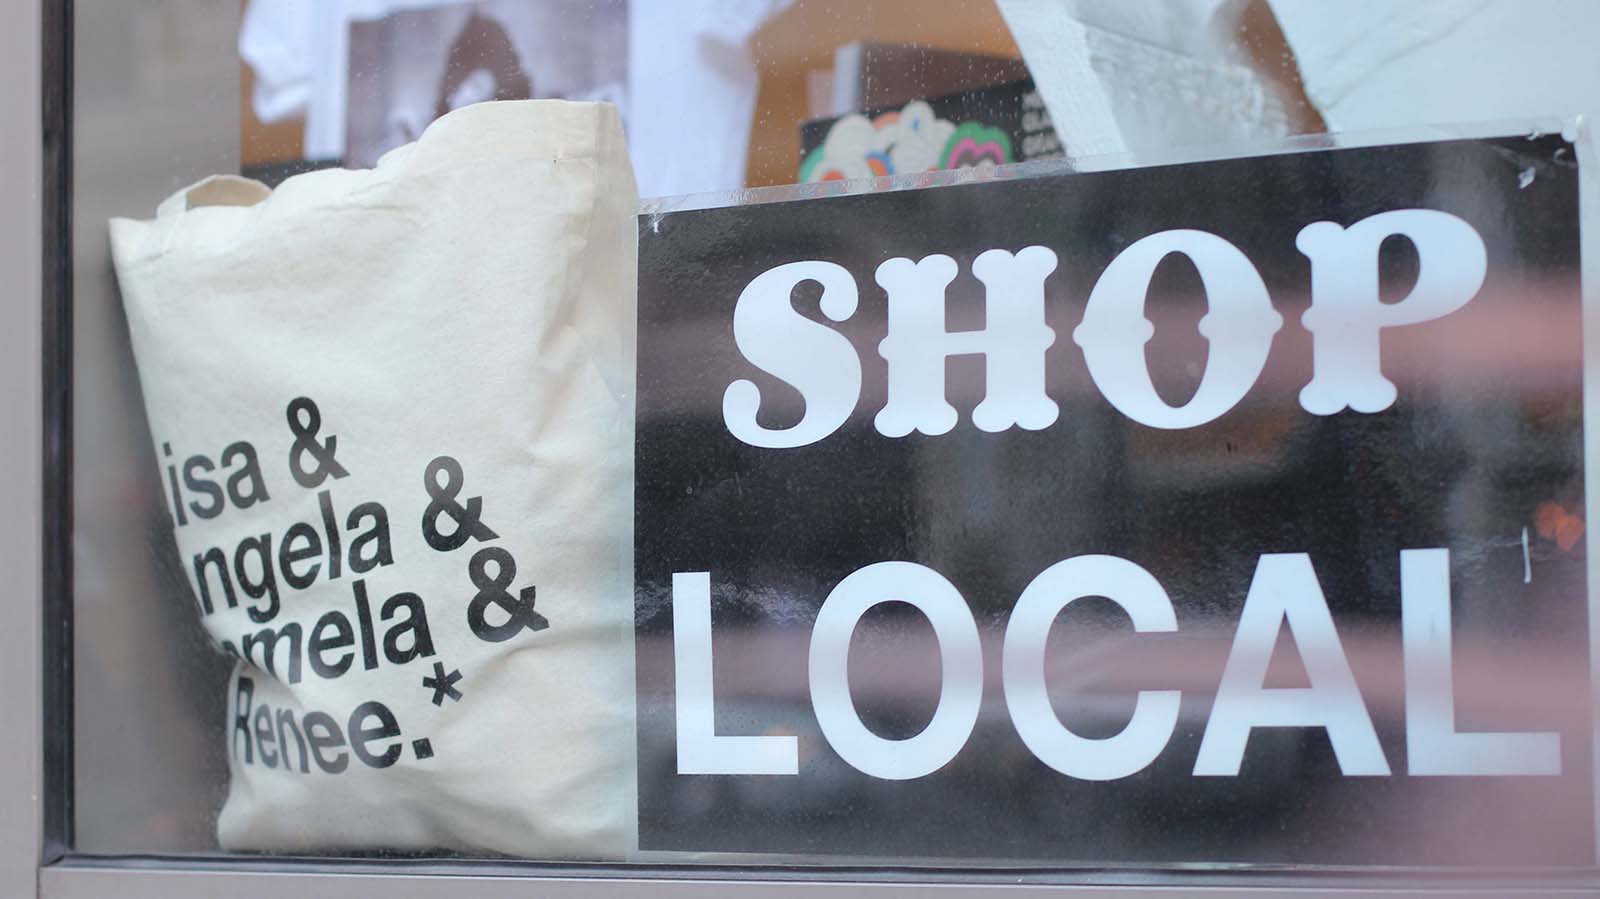 isa &
ngela &
mela &
Renee.*
SHOP
LOCAL